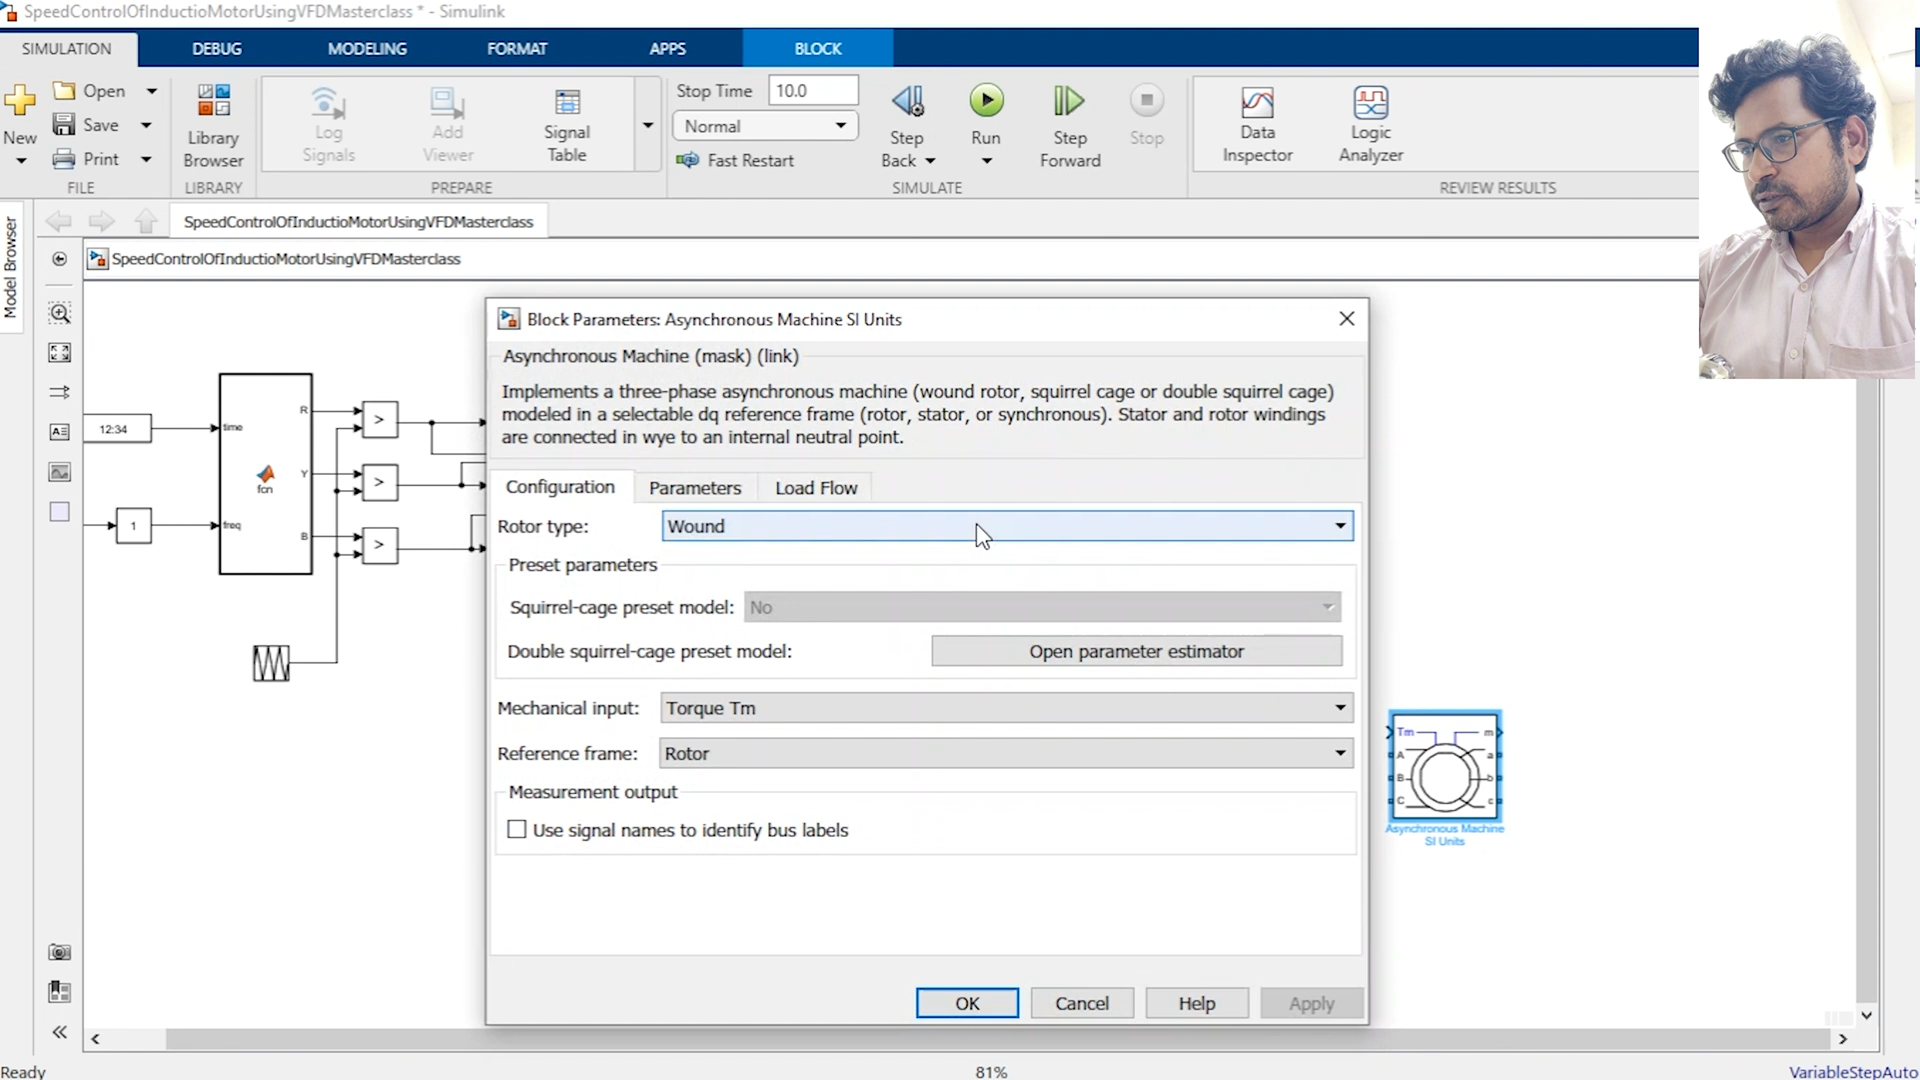 SpeedControlOfInductioMotorUsingVFDMasterclass * - Simulink
SIMULATION DEBUG MODELING FORMAT APPS BLOCK
New
Open
Save
Print
FILE
Library
Browser
LIBRARY
Log
Signals
Add
Viewer
Signal
Table
PREPARE
Stop Time 10.0
Normal
Fast Restart
Step
Back
Run
Step
Forward
Stop
SIMULATE
Data
Inspector
Logic
Analyzer
REVIEW RESULTS
Model Browser
SpeedControlOfInductioMotorUsingVFDMasterclass
SpeedControlOfInductioMotorUsingVFDMasterclass
12:34
1
time
freq
fcn
R
Y
B
>
>
>
Block Parameters: Asynchronous Machine SI Units
Asynchronous Machine (mask) (link)
Implements a three-phase asynchronous machine (wound rotor, squirrel cage or double squirrel cage)
modeled in a selectable dq reference frame (rotor, stator, or synchronous). Stator and rotor windings
are connected in wye to an internal neutral point.
Configuration Parameters Load Flow
Rotor type: Wound
Preset parameters
Squirrel-cage preset model: No
Double squirrel-cage preset model: Open parameter estimator
Mechanical input: Torque Tm
Reference frame: Rotor
Measurement output
Use signal names to identify bus labels
OK Cancel Help Apply
Tm m
A a
B b
C c
Asynchronous Machine
SI Units
Ready 81% VariableStepAuto